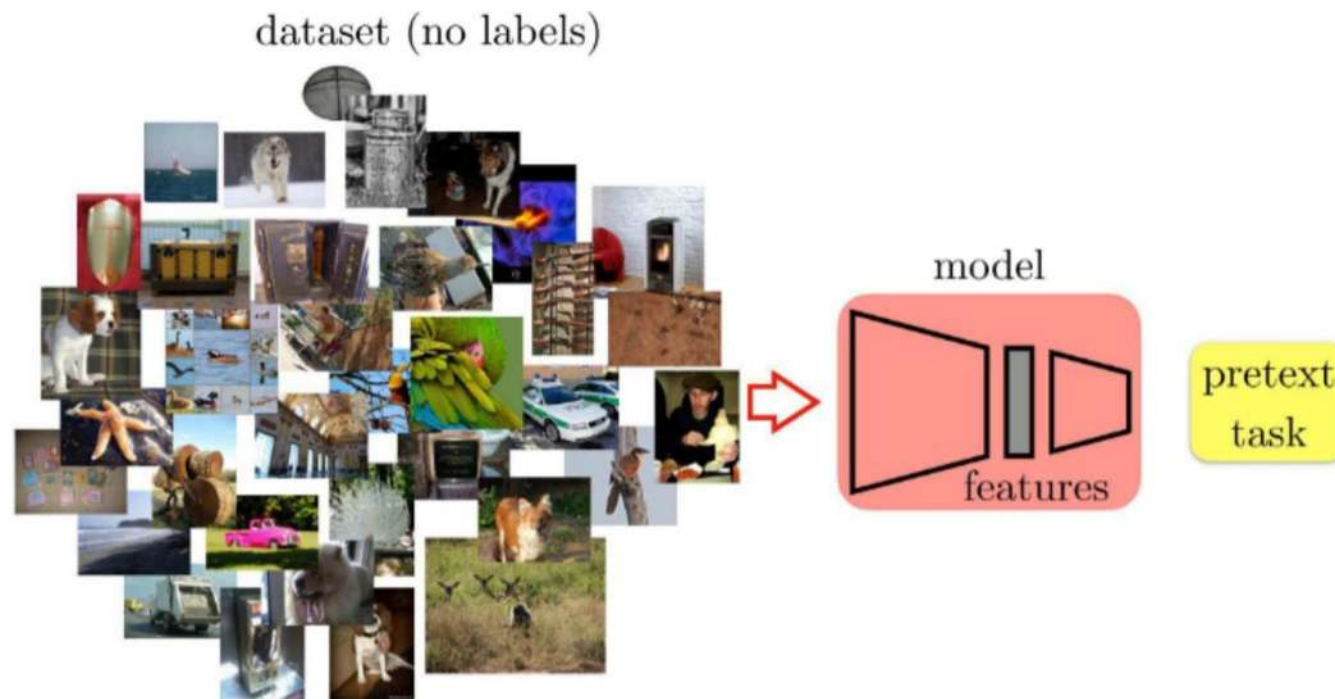 dataset (no labels)
model
features
pretext
task